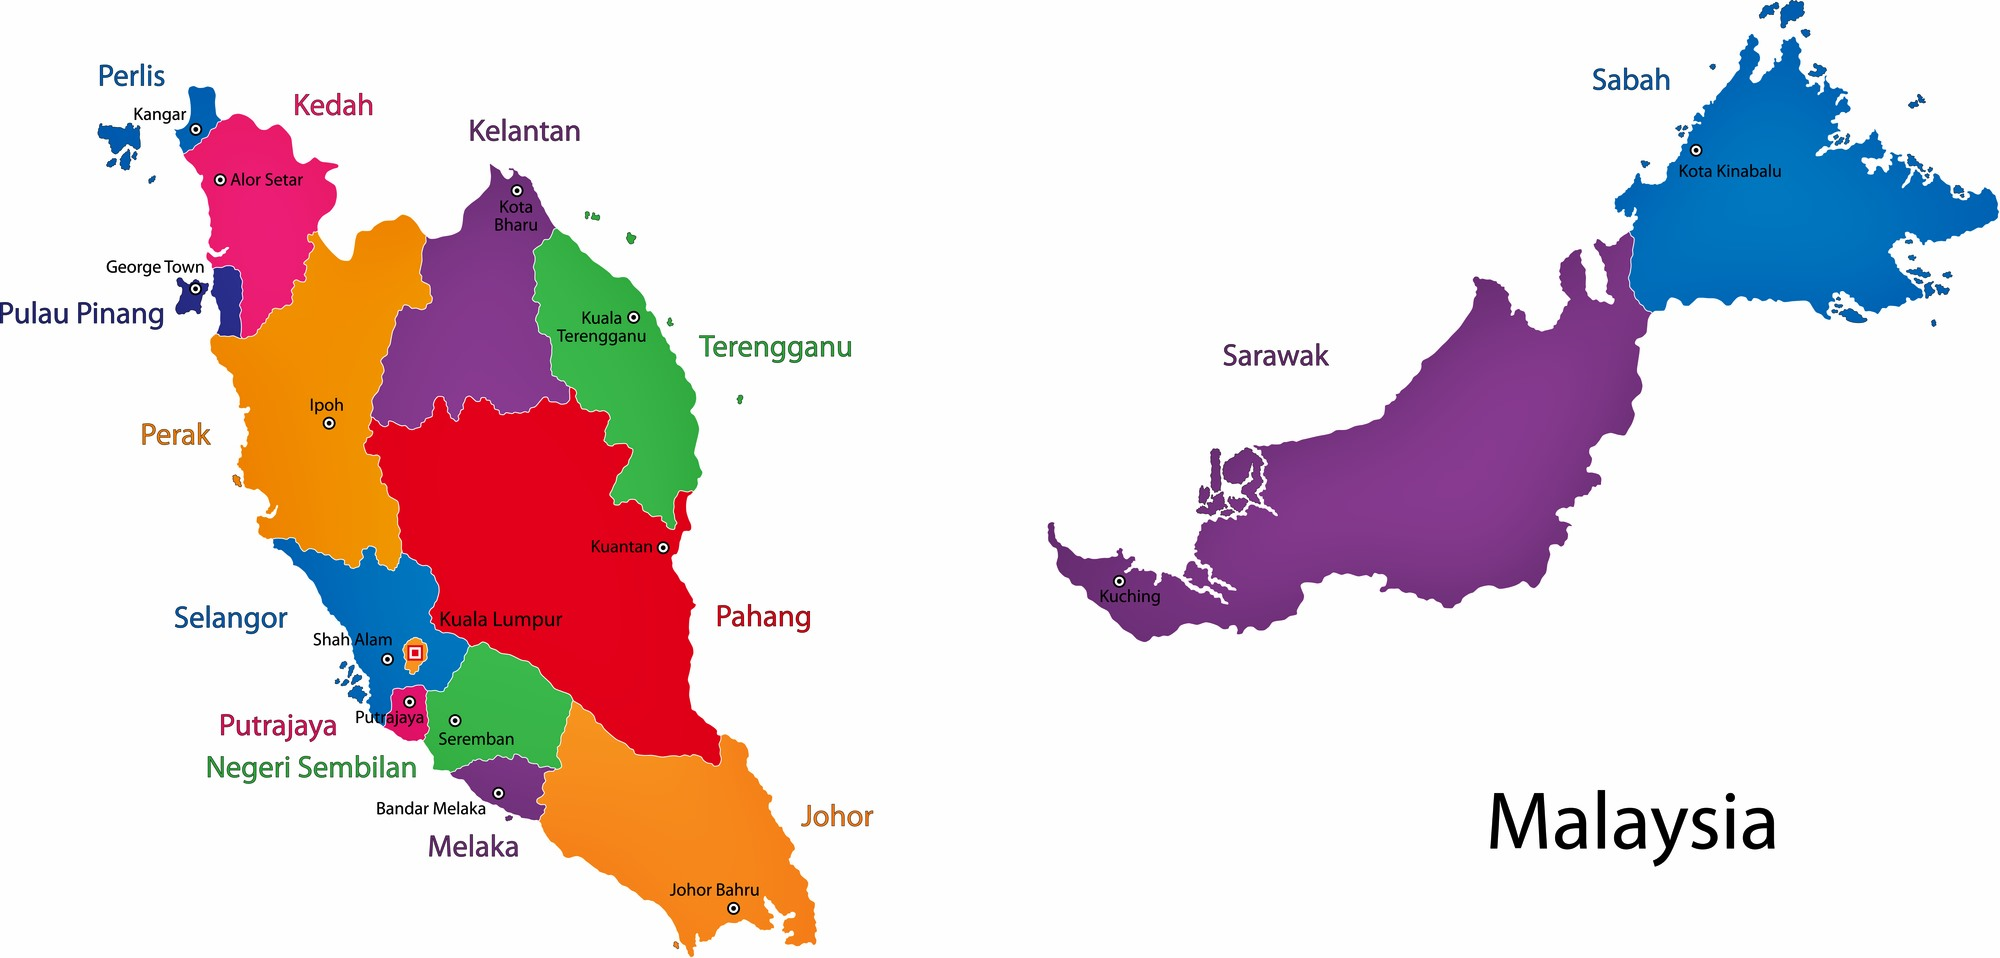 Perlis
Kangar
Kedah
Alor Setar
Kelantan
Kota
Bharu
George Town
Pulau Pinang
Kuala
Terengganu
Terengganu
Ipoh
Perak
Kuantan
Pahang
Selangor
Kuala Lumpur
Shah Alam
Putrajaya
Putrajaya
Seremban
Negeri Sembilan
Bandar Melaka
Melaka
Johor
Johor Bahru
Sabah
Kota Kinabalu
Sarawak
Kuching
Malaysia